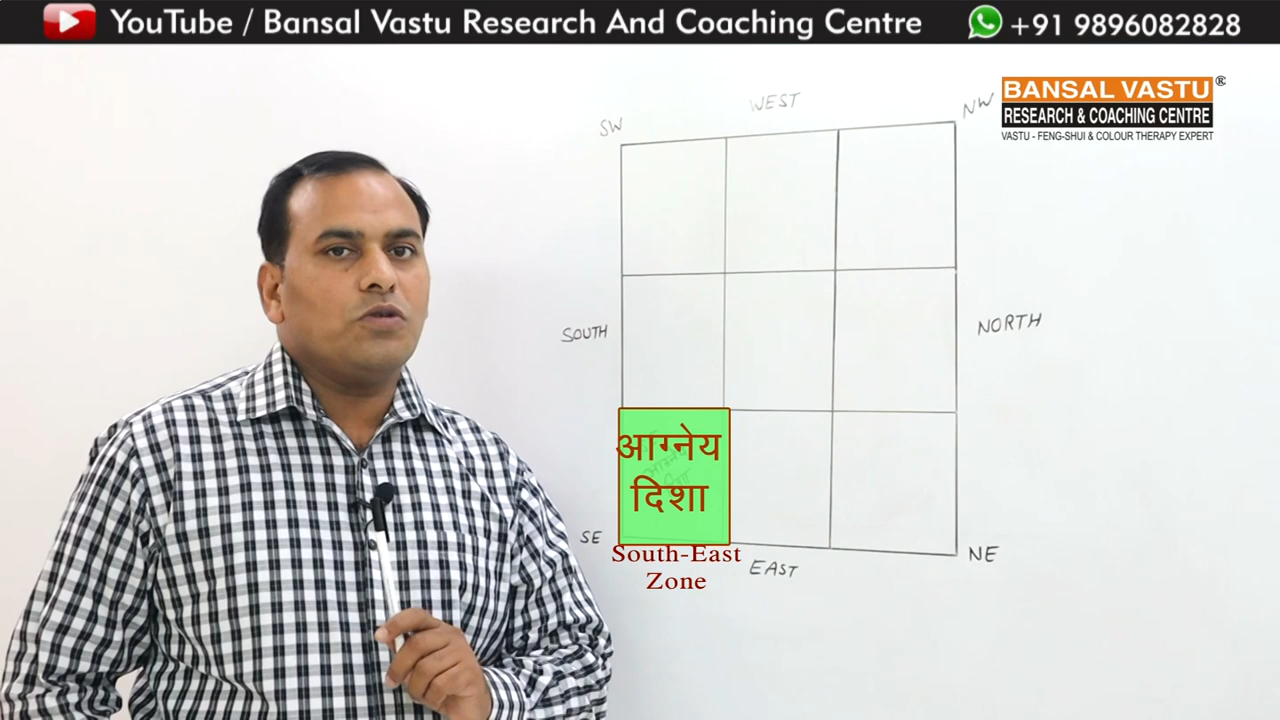 YouTube / Bansal Vastu Research And Coaching Centre
+91 9896082828
BANSAL VASTU®
RESEARCH & COACHING CENTRE
VASTU - FENG-SHUI & COLOUR THERAPY EXPERT
SW
WEST
NW
SOUTH
NORTH
आग्नेय
दिशा
SE
South-East
Zone
EAST
NE